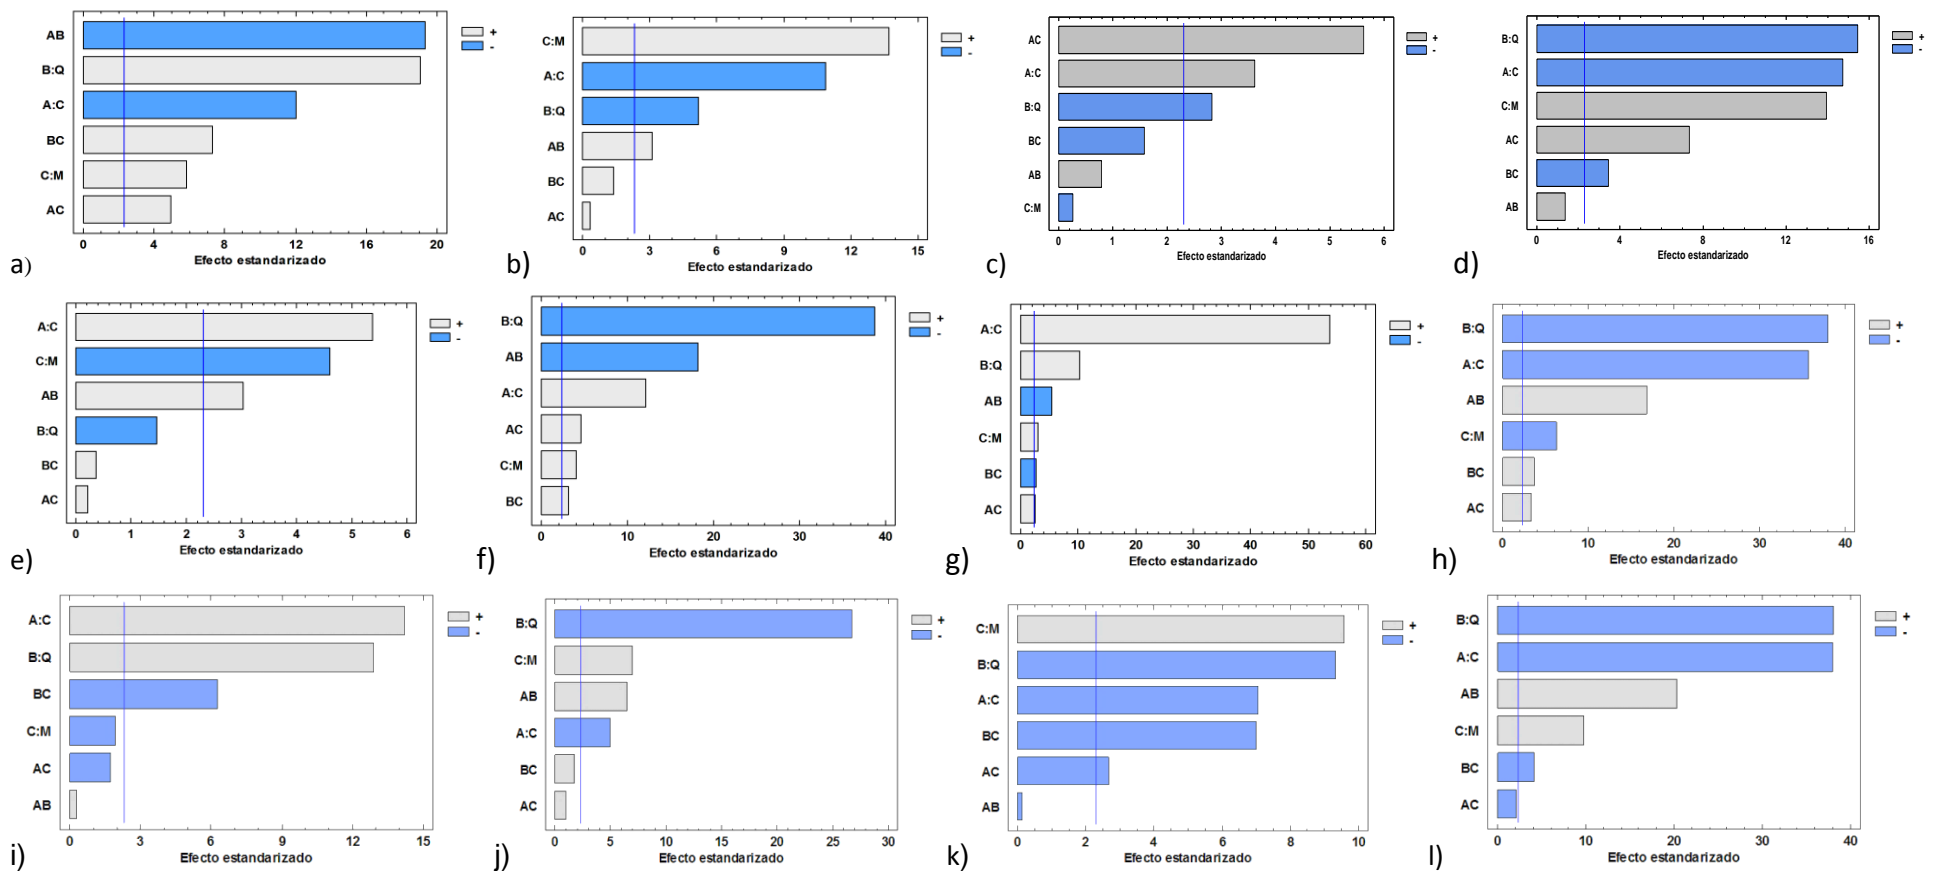 AB
B:Q
A:C
BC
C:M
AC
+
-
0 4 8 12 16 20
Efecto estandarizado
a)
C:M
A:C
B:Q
AB
BC
AC
+
-
0 3 6 9 12 15
Efecto estandarizado
b)
AC
A:C
B:Q
BC
AB
C:M
+
-
0 1 2 3 4 5 6
Efecto estandarizado
c)
B:Q
A:C
C:M
AC
BC
AB
+
-
0 4 8 12 16
Efecto estandarizado
d)
A:C
C:M
AB
B:Q
BC
AC
+
-
0 1 2 3 4 5 6
Efecto estandarizado
e)
B:Q
AB
A:C
AC
C:M
BC
+
-
0 10 20 30 40
Efecto estandarizado
f)
A:C
B:Q
AB
C:M
BC
AC
+
-
0 10 20 30 40 50 60
Efecto estandarizado
g)
B:Q
A:C
AB
C:M
BC
AC
+
-
0 10 20 30 40
Efecto estandarizado
h)
A:C
B:Q
BC
C:M
AC
AB
+
-
0 3 6 9 12 15
Efecto estandarizado
i)
B:Q
C:M
AB
A:C
BC
AC
+
-
0 5 10 15 20 25 30
Efecto estandarizado
j)
C:M
B:Q
A:C
BC
AC
AB
+
-
0 2 4 6 8 10
Efecto estandarizado
k)
B:Q
A:C
AB
C:M
BC
AC
+
-
0 10 20 30 40
Efecto estandarizado
l)